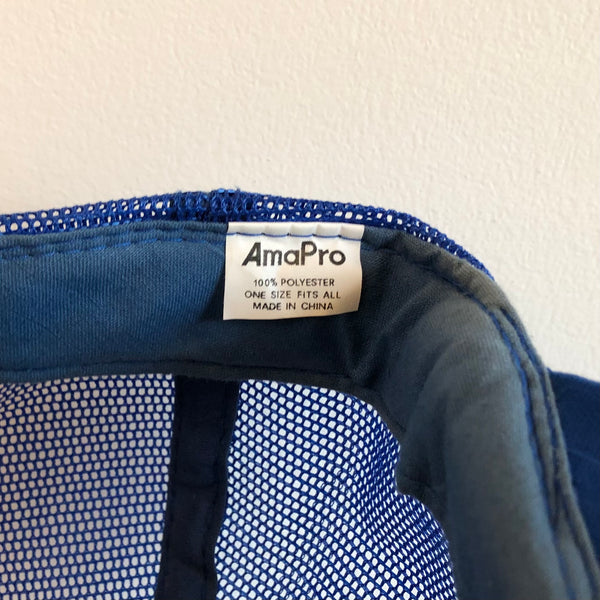 AmaPro
100% POLYESTER
ONE SIZE FITS ALL
MADE IN CHINA